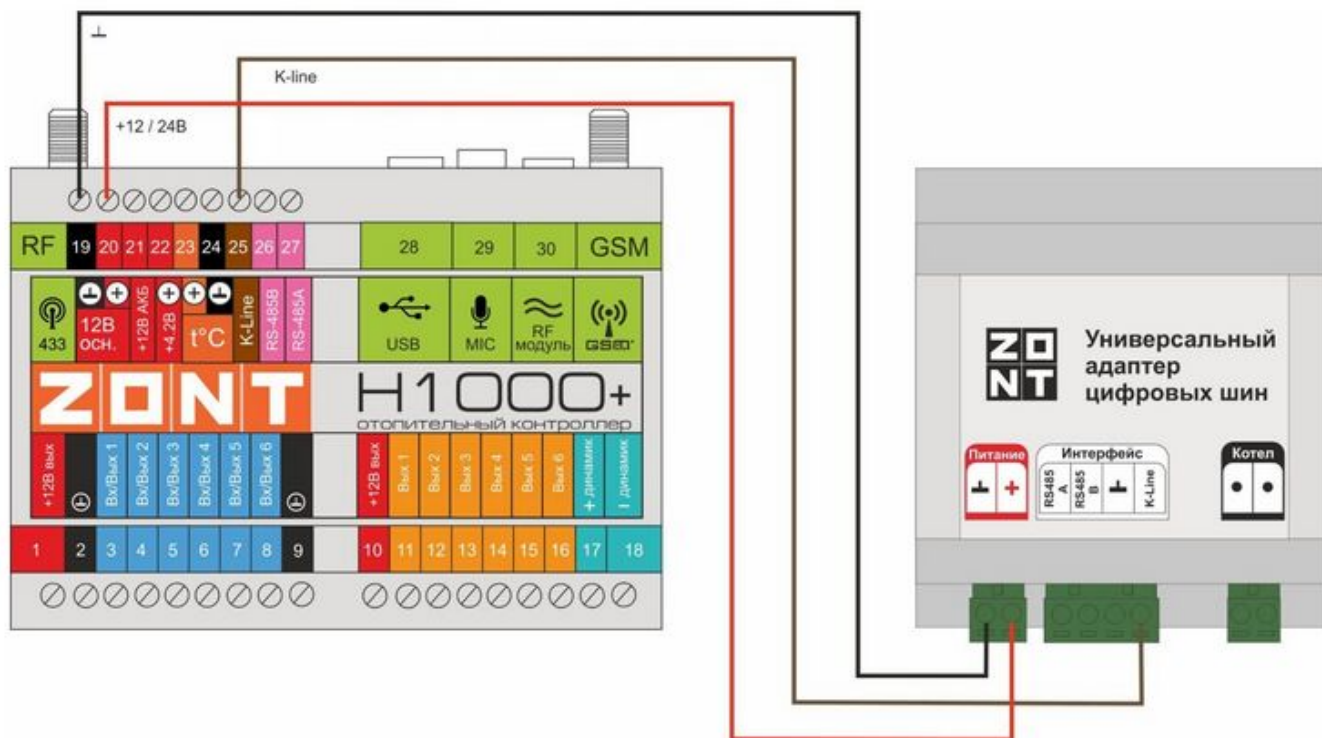 ⊥
K-line
+12 / 24В
RF 19 20 21 22 23 24 25 26 27 28 29 30 GSM
433
12В
осн.
+12В АКБ
+4.2В
t°C
K-Line
RS-485B
RS-485A
USB
MIC
RF
модуль
GSM
ZONT H1000+
отопительный контроллер
+12В вых
Вх/Вых 1
Вх/Вых 2
Вх/Вых 3
Вх/Вых 4
Вх/Вых 5
Вх/Вых 6
+12В вых
Вых 1
Вых 2
Вых 3
Вых 4
Вых 5
Вых 6
+ динамик
– динамик
1 2 3 4 5 6 7 8 9 10 11 12 13 14 15 16 17 18
ZO
NT
Универсальный
адаптер
цифровых шин
Питание
⊥ +
Интерфейс
RS485
A
RS485
B
⊥
K-Line
Котел